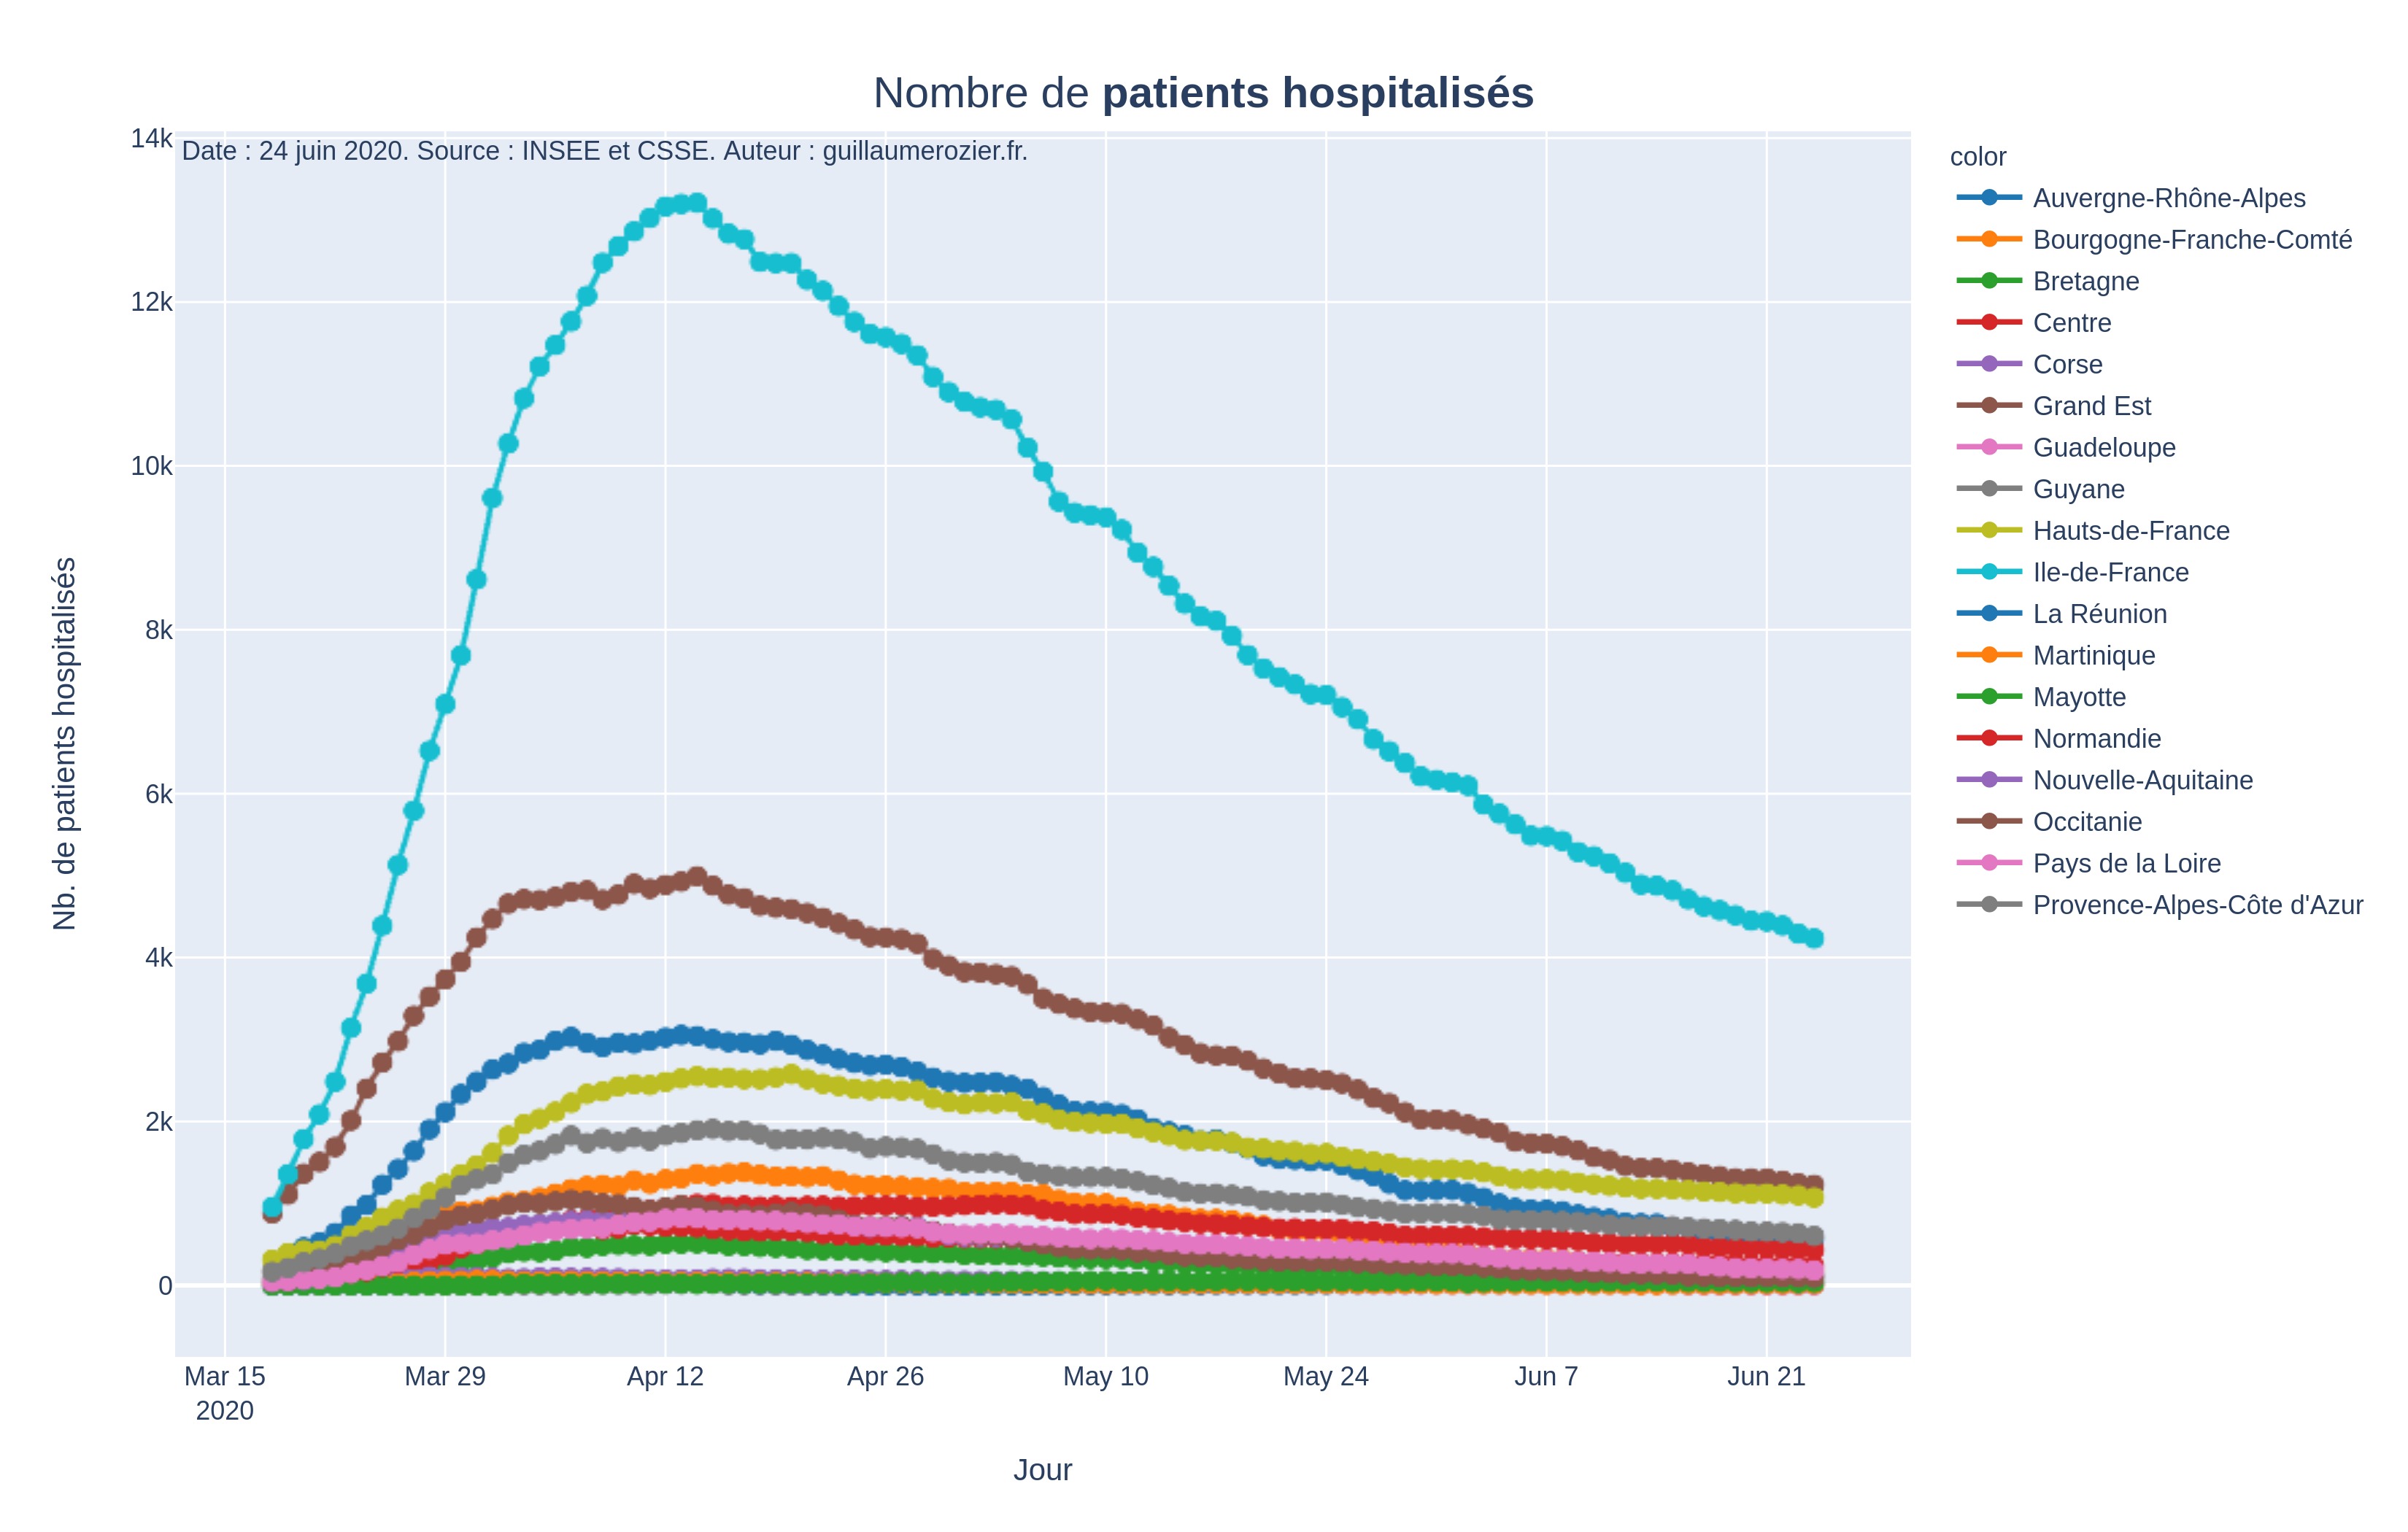 Nombre de patients hospitalisés
Date : 24 juin 2020. Source : INSEE et CSSE. Auteur : guillaumerozier.fr.
Nb. de patients hospitalisés
14k
12k
10k
8k
6k
4k
2k
0
Mar 15
2020
Mar 29
Apr 12
Apr 26
May 10
May 24
Jun 7
Jun 21
Jour
color
Auvergne-Rhône-Alpes
Bourgogne-Franche-Comté
Bretagne
Centre
Corse
Grand Est
Guadeloupe
Guyane
Hauts-de-France
Ile-de-France
La Réunion
Martinique
Mayotte
Normandie
Nouvelle-Aquitaine
Occitanie
Pays de la Loire
Provence-Alpes-Côte d'Azur